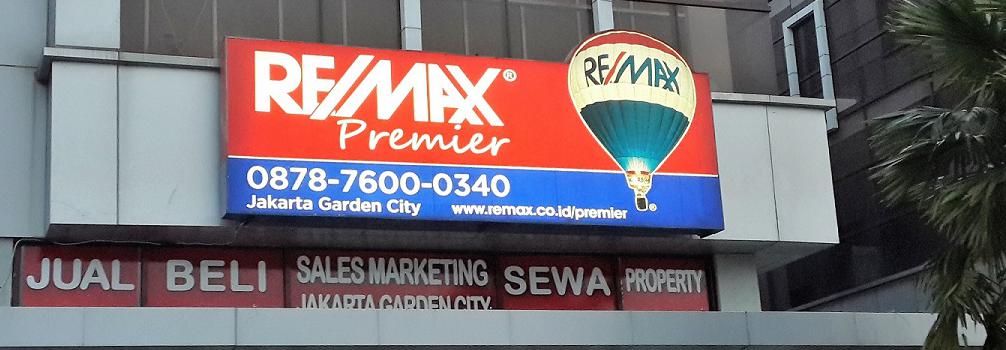 RE/MAX®
Premier
RE/MAX
0878-7600-0340
Jakarta Garden City
www.remax.co.id/premier
JUAL
BELI
SALES MARKETING
JAKARTA GARDEN CITY
SEWA
PROPERTY